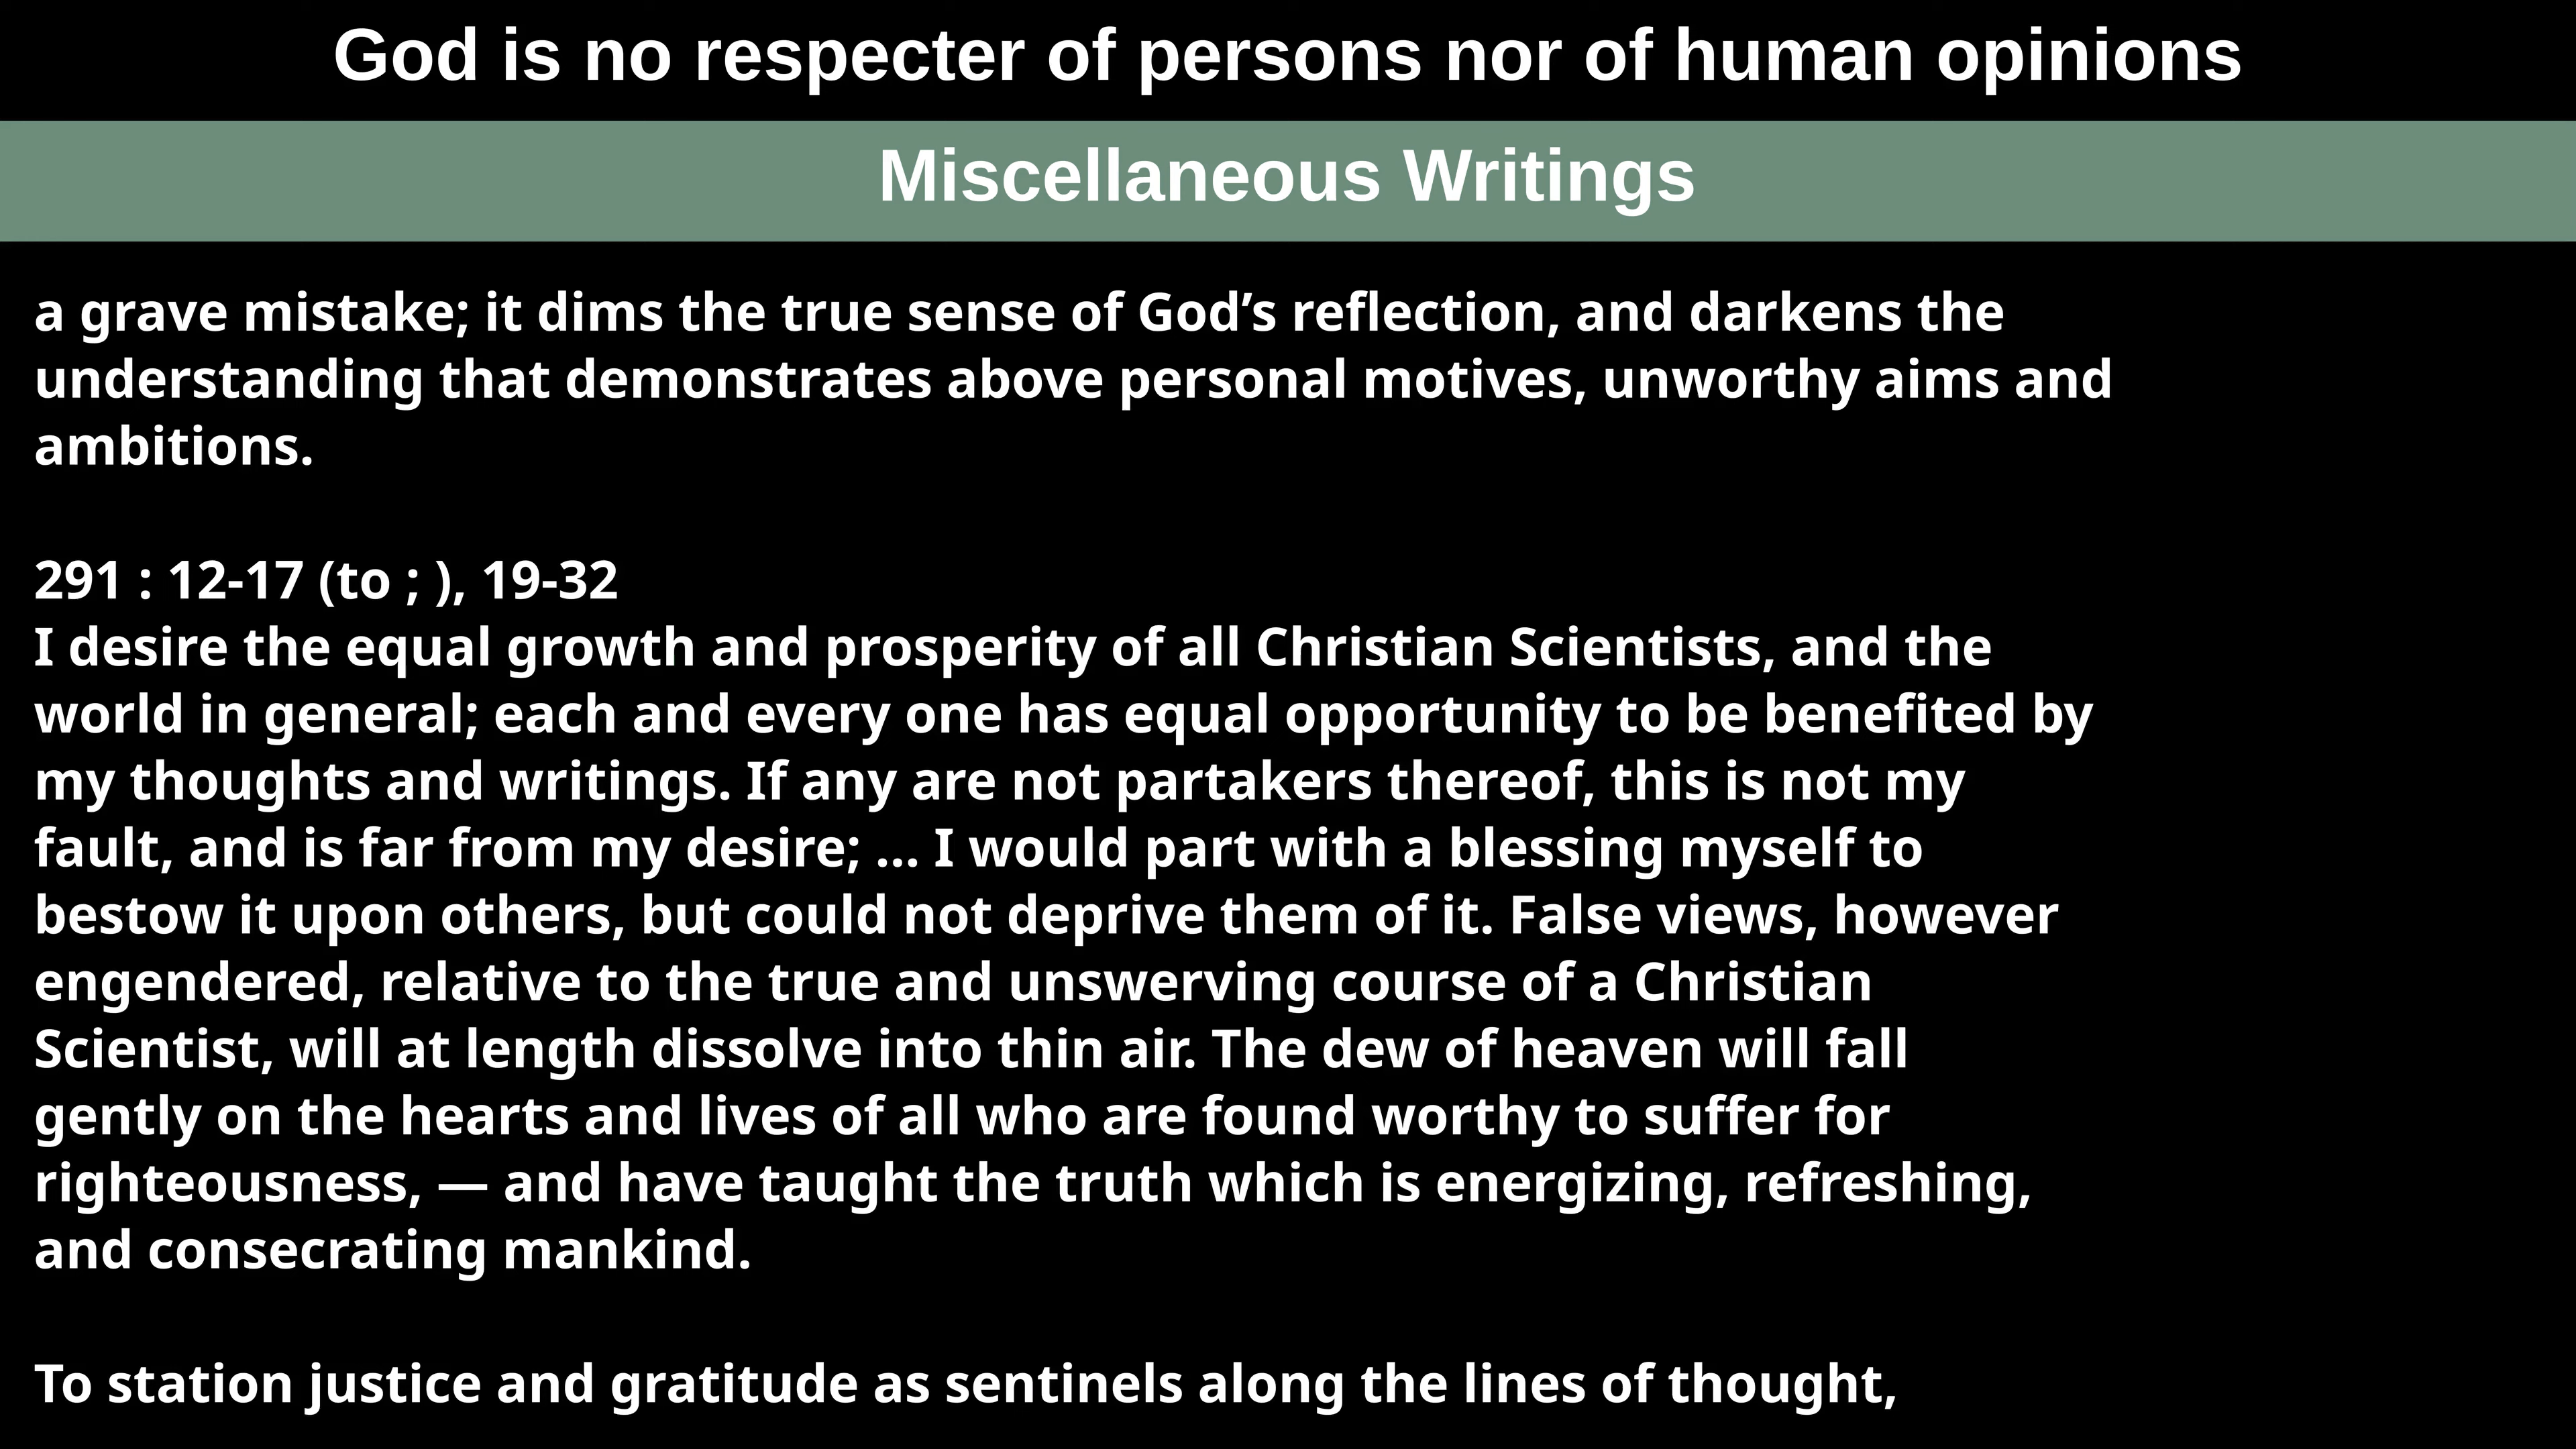 God is no respecter of persons nor of human opinions
Miscellaneous Writings
a grave mistake; it dims the true sense of God’s reflection, and darkens the
understanding that demonstrates above personal motives, unworthy aims and
ambitions.
291 : 12-17 (to ; ), 19-32
I desire the equal growth and prosperity of all Christian Scientists, and the
world in general; each and every one has equal opportunity to be benefited by
my thoughts and writings. If any are not partakers thereof, this is not my
fault, and is far from my desire; … I would part with a blessing myself to
bestow it upon others, but could not deprive them of it. False views, however
engendered, relative to the true and unswerving course of a Christian
Scientist, will at length dissolve into thin air. The dew of heaven will fall
gently on the hearts and lives of all who are found worthy to suffer for
righteousness, — and have taught the truth which is energizing, refreshing,
and consecrating mankind.
To station justice and gratitude as sentinels along the lines of thought,